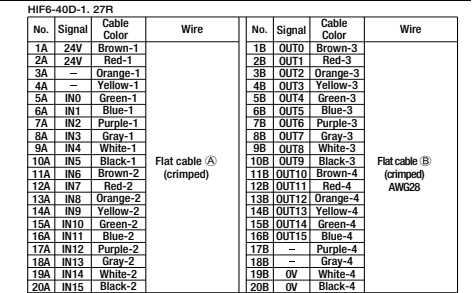 HIF6-40D-1. 27R
No. Signal Cable Color Wire No. Signal Cable Color Wire
1A 24V Brown-1 1B OUT0 Brown-3
2A 24V Red-1 2B OUT1 Red-3
3A – Orange-1 3B OUT2 Orange-3
4A – Yellow-1 4B OUT3 Yellow-3
5A IN0 Green-1 5B OUT4 Green-3
6A IN1 Blue-1 6B OUT5 Blue-3
7A IN2 Purple-1 7B OUT6 Purple-3
8A IN3 Gray-1 8B OUT7 Gray-3
9A IN4 White-1 9B OUT8 White-3
10A IN5 Black-1 Flat cable Ⓐ 10B OUT9 Black-3 Flat cable Ⓑ
11A IN6 Brown-2 (crimped) 11B OUT10 Brown-4 (crimped)
12A IN7 Red-2 12B OUT11 Red-4 AWG28
13A IN8 Orange-2 13B OUT12 Orange-4
14A IN9 Yellow-2 14B OUT13 Yellow-4
15A IN10 Green-2 15B OUT14 Green-4
16A IN11 Blue-2 16B OUT15 Blue-4
17A IN12 Purple-2 17B – Purple-4
18A IN13 Gray-2 18B – Gray-4
19A IN14 White-2 19B 0V White-4
20A IN15 Black-2 20B 0V Black-4